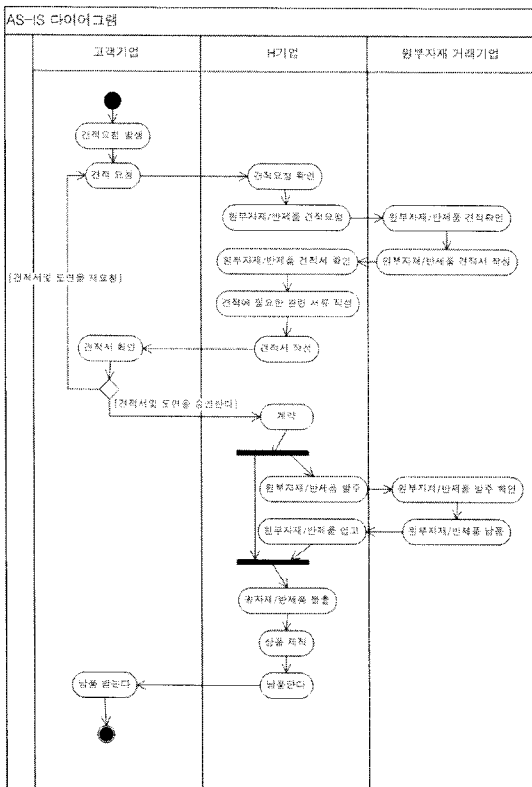 AS-IS 다이어그램
고객기업
H기업
원부자재 거래기업
견적요청 발생
견적 요청
견적요청 확인
원부자재/반제품 견적요청
원부자재/반제품 견적확인
원부자재/반제품 견적서 확인
원부자재/반제품 견적서 작성
[견적서및 도면을 재요청]
견적에 필요한 관련 서류 작성
견적서 확인
견적서 작성
[견적서및 도면을 승인한다]
계약
원부자재/반제품 발주
원부자재/반제품 발주 확인
원부자재/반제품 입고
원부자재/반제품 납품
원자재/반제품 불출
상품 제작
납품 받는다
납품한다